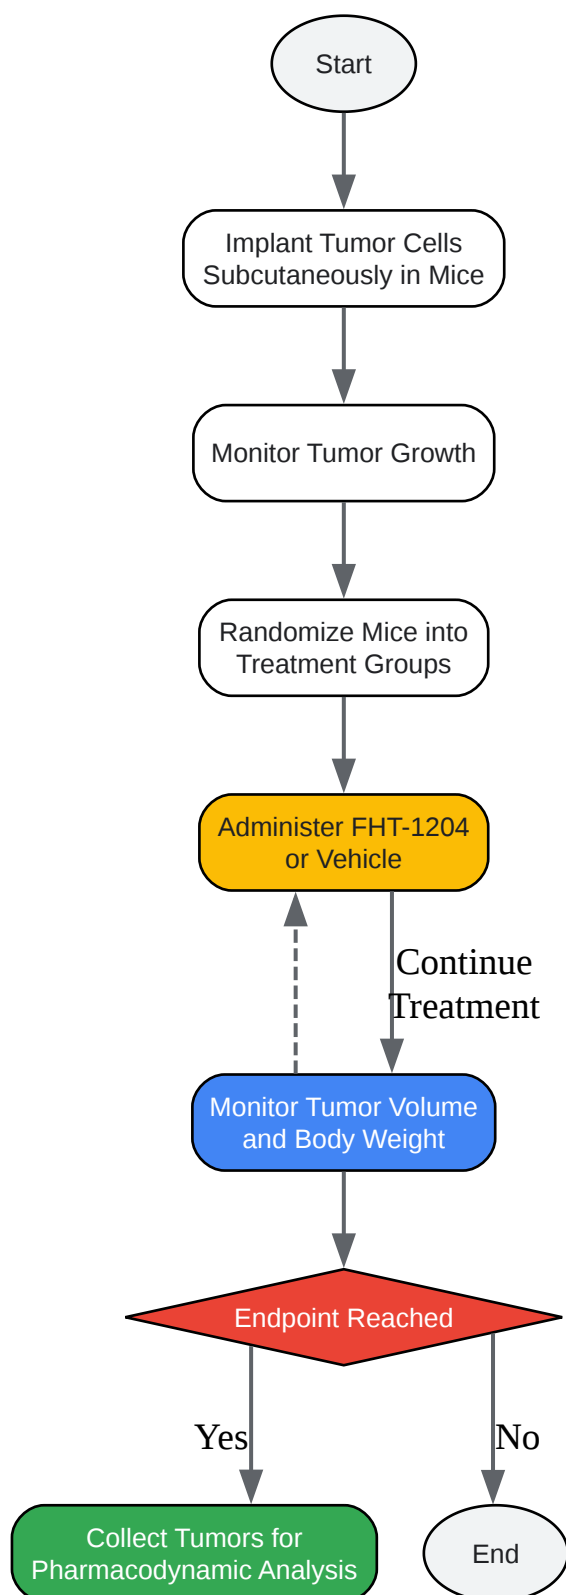 Start
Implant Tumor Cells
Subcutaneously in Mice
Monitor Tumor Growth
Randomize Mice into
Treatment Groups
Administer FHT-1204
or Vehicle
Continue
Treatment
Monitor Tumor Volume
and Body Weight
Endpoint Reached
Yes
No
Collect Tumors for
Pharmacodynamic Analysis
End